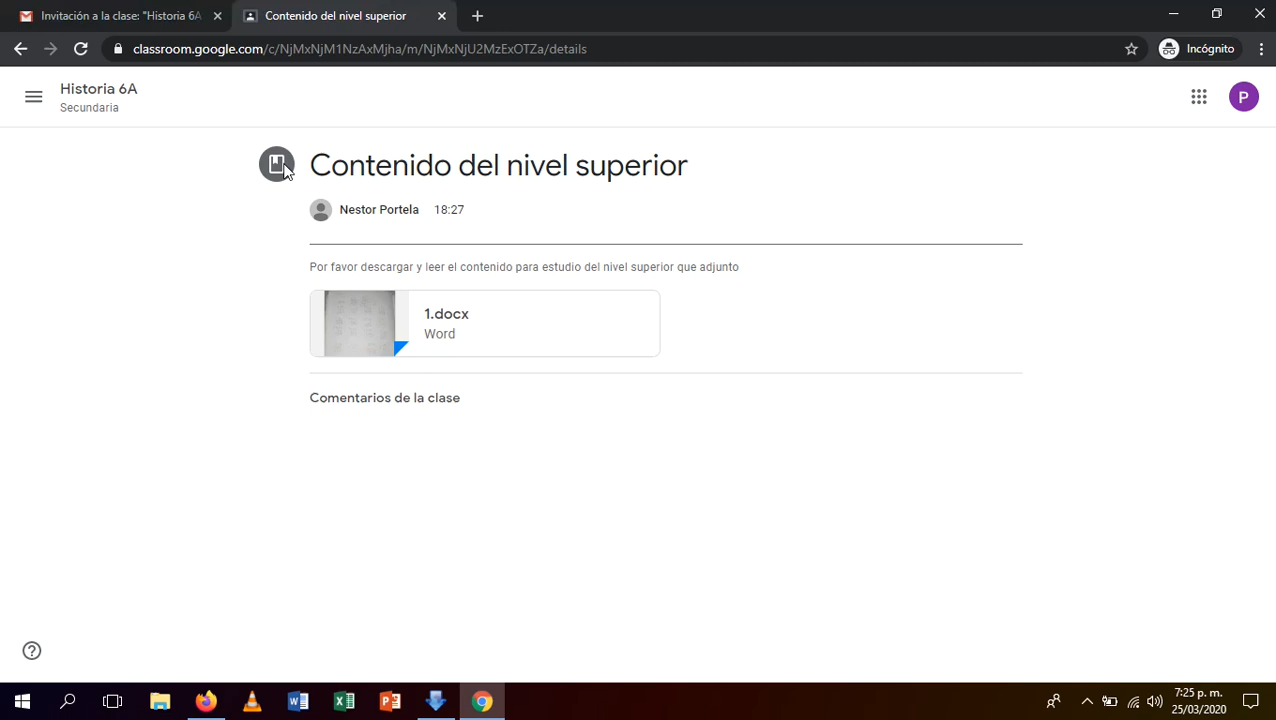 Invitación a la clase: "Historia 6A
Contenido del nivel superior
classroom.google.com/c/NjMxNjM1NzAxMjha/m/NjMxNjU2MzExOTZa/details
Incógnito
Historia 6A
Secundaria
P
Contenido del nivel superior
Nestor Portela 18:27
Por favor descargar y leer el contenido para estudio del nivel superior que adjunto
1.docx
Word
Comentarios de la clase
7:25 p. m.
25/03/2020